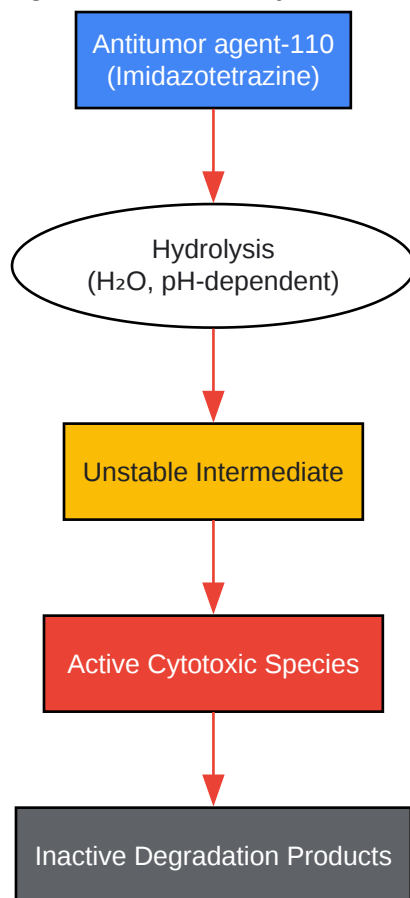 Antitumor agent-110
(Imidazotetrazine)
Hydrolysis
(H₂O, pH-dependent)
Unstable Intermediate
Active Cytotoxic Species
Inactive Degradation Products